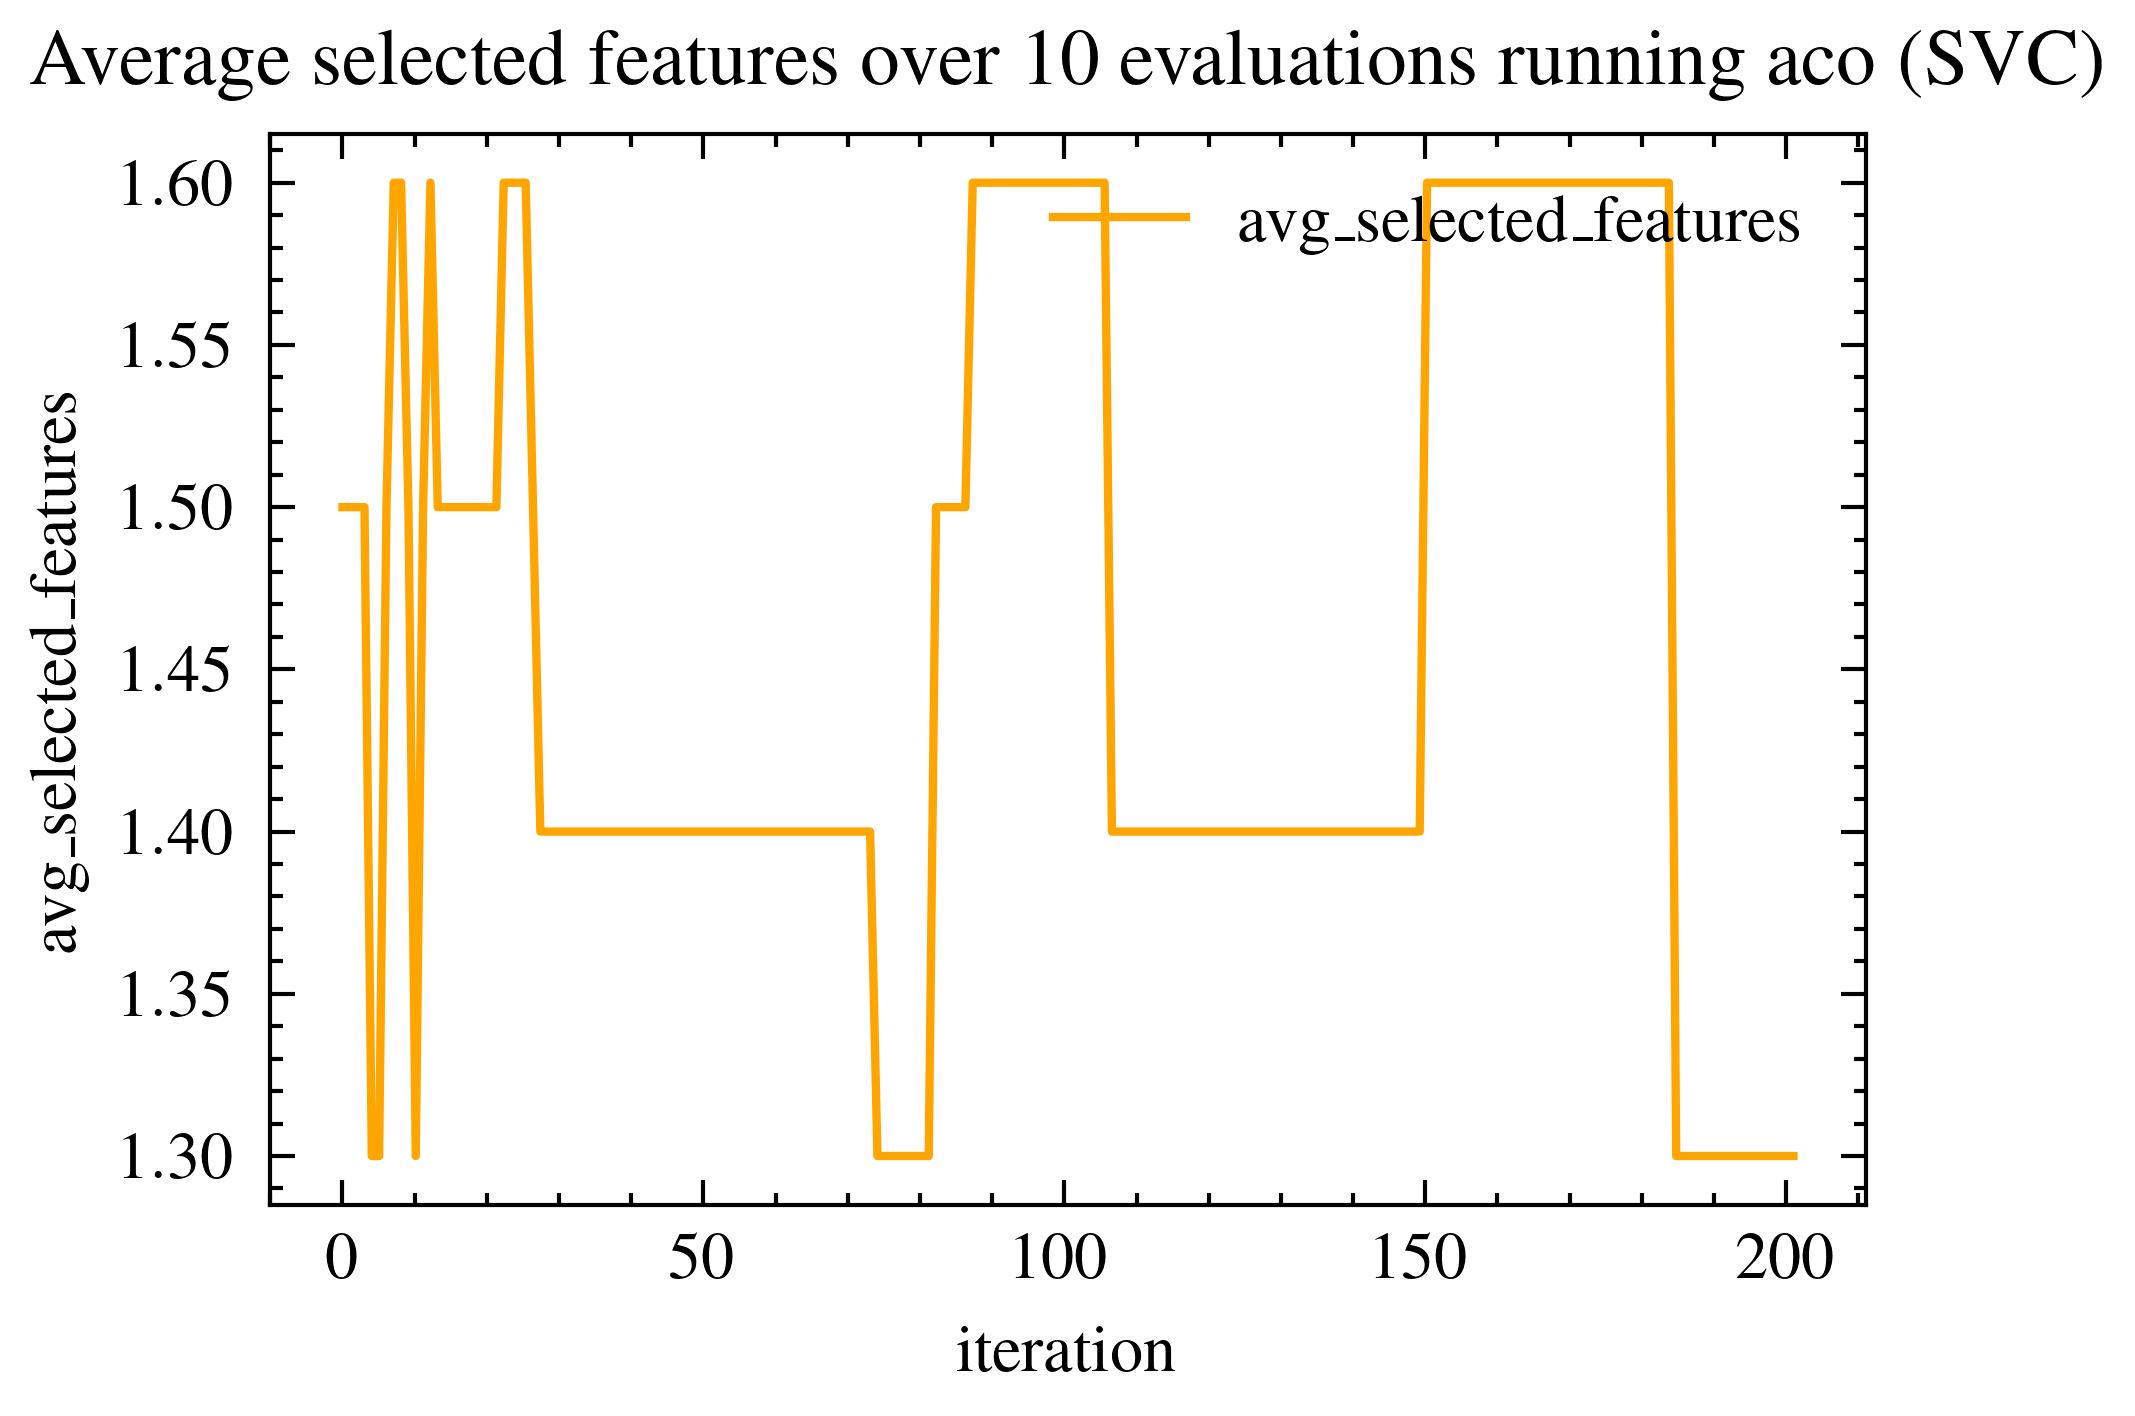 Average selected features over 10 evaluations running aco (SVC)
avg_selected_features
1.60
1.55
1.50
1.45
1.40
1.35
1.30
avg_selected_features
0 50 100 150 200
iteration